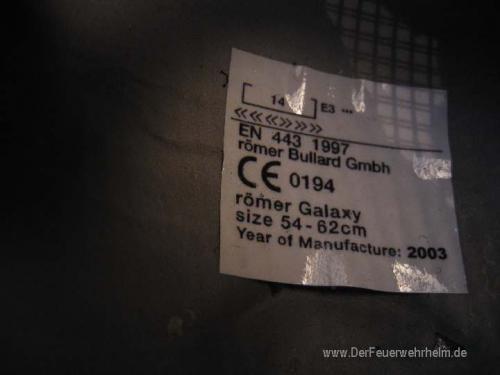 14 E3 ***
««««»»»»
EN 443 1997
römer Bullard Gmbh
CE 0194
römer Galaxy
size 54-62cm
Year of Manufacture: 2003
www.DerFeuerwehrhelm.de